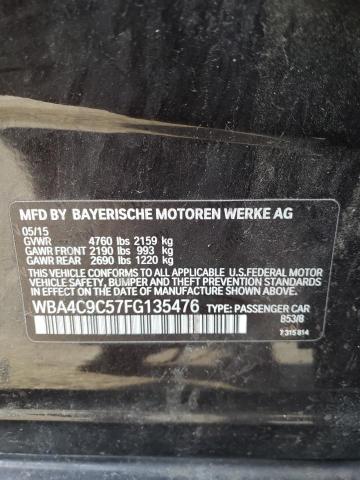 MFD BY BAYERISCHE MOTOREN WERKE AG
05/15
GVWR 4760 lbs 2159 kg
GAWR FRONT 2190 lbs 993 kg
GAWR REAR 2690 lbs 1220 kg
THIS VEHICLE CONFORMS TO ALL APPLICABLE U.S.FEDERAL
MOTOR VEHICLE SAFETY, BUMPER, AND THEFT PREVENTION
STANDARDS IN EFFECT ON THE DATE OF MANUFACTURE
SHOWN ABOVE.
WBA4C9C57FG135476 TYPE: PASSENGER CAR
853/8
7 315 814